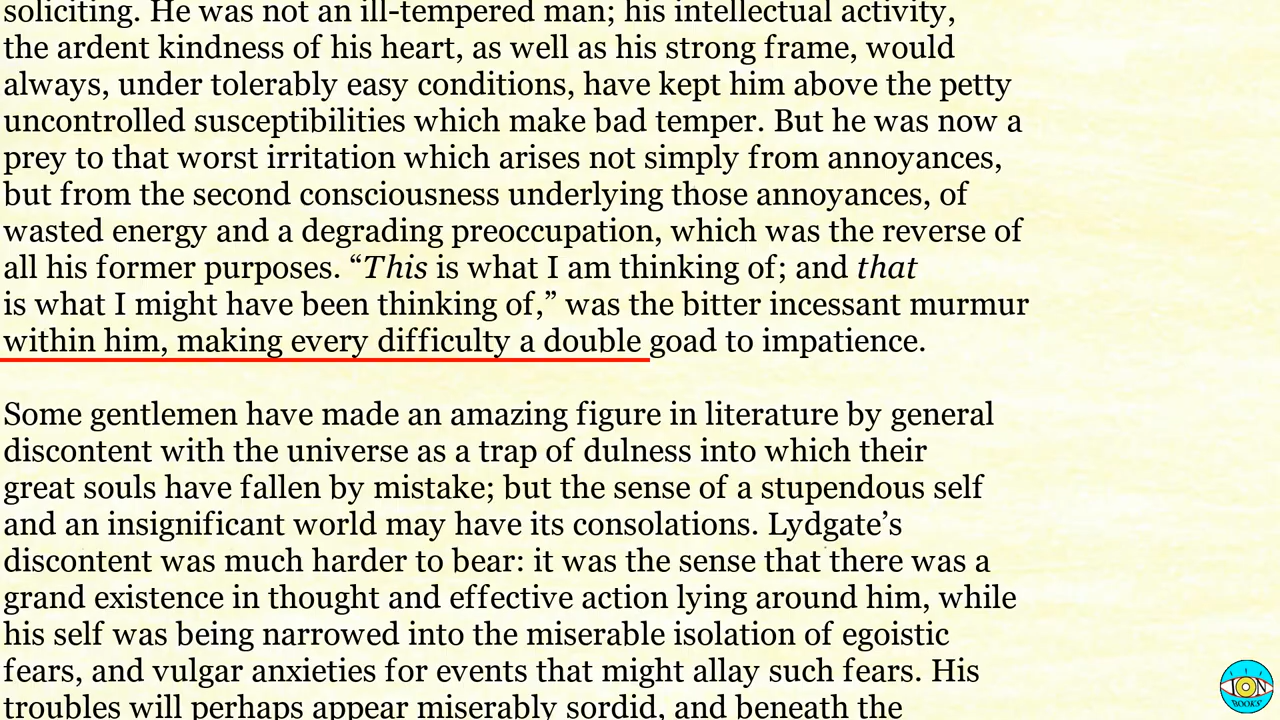 soliciting. He was not an ill-tempered man; his intellectual activity,
the ardent kindness of his heart, as well as his strong frame, would
always, under tolerably easy conditions, have kept him above the petty
uncontrolled susceptibilities which make bad temper. But he was now a
prey to that worst irritation which arises not simply from annoyances,
but from the second consciousness underlying those annoyances, of
wasted energy and a degrading preoccupation, which was the reverse of
all his former purposes. “This is what I am thinking of; and that
is what I might have been thinking of,” was the bitter incessant murmur
within him, making every difficulty a double goad to impatience.
Some gentlemen have made an amazing figure in literature by general
discontent with the universe as a trap of dulness into which their
great souls have fallen by mistake; but the sense of a stupendous self
and an insignificant world may have its consolations. Lydgate’s
discontent was much harder to bear: it was the sense that there was a
grand existence in thought and effective action lying around him, while
his self was being narrowed into the miserable isolation of egoistic
fears, and vulgar anxieties for events that might allay such fears. His
troubles will perhaps appear miserably sordid, and beneath the
ION
BOOKS